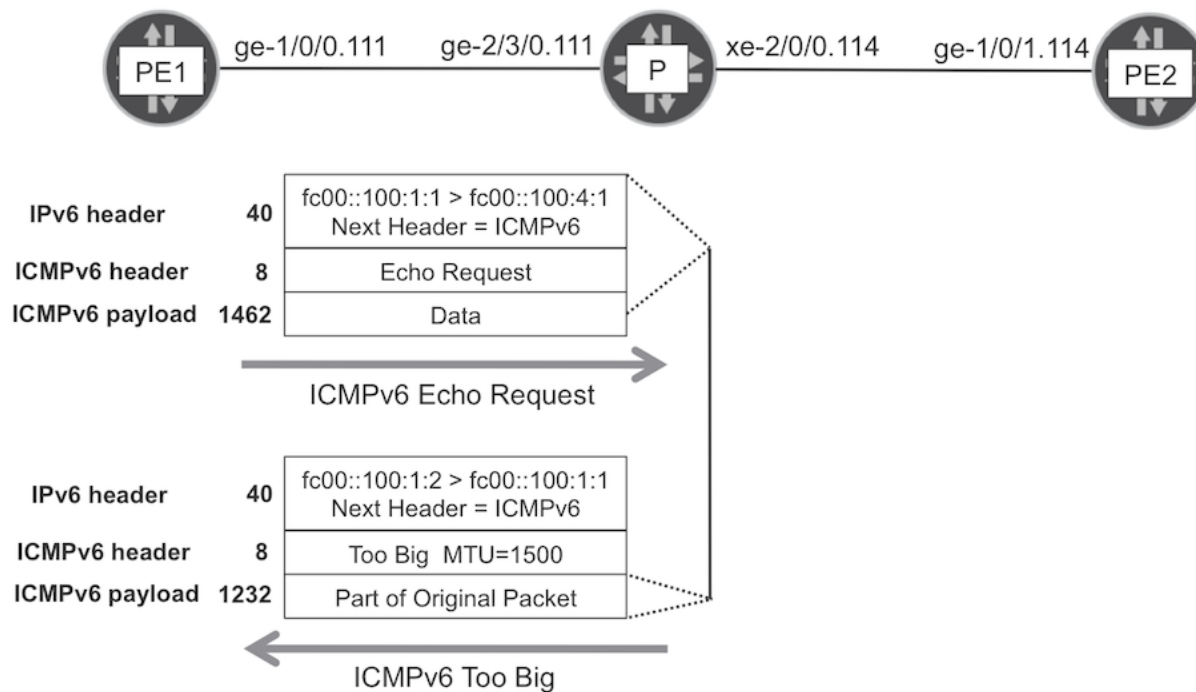 ge-1/0/0.111 ge-2/3/0.111 xe-2/0/0.114 ge-1/0/1.114
PE1 P PE2
fc00::100:1:1 > fc00::100:4:1
IPv6 header 40
Next Header = ICMPv6
ICMPv6 header 8 Echo Request
ICMPv6 payload 1462 Data
ICMPv6 Echo Request
fc00::100:1:2 > fc00::100:1:1
IPv6 header 40
Next Header = ICMPv6
ICMPv6 header 8 Too Big MTU=1500
ICMPv6 payload 1232 Part of Original Packet
ICMPv6 Too Big